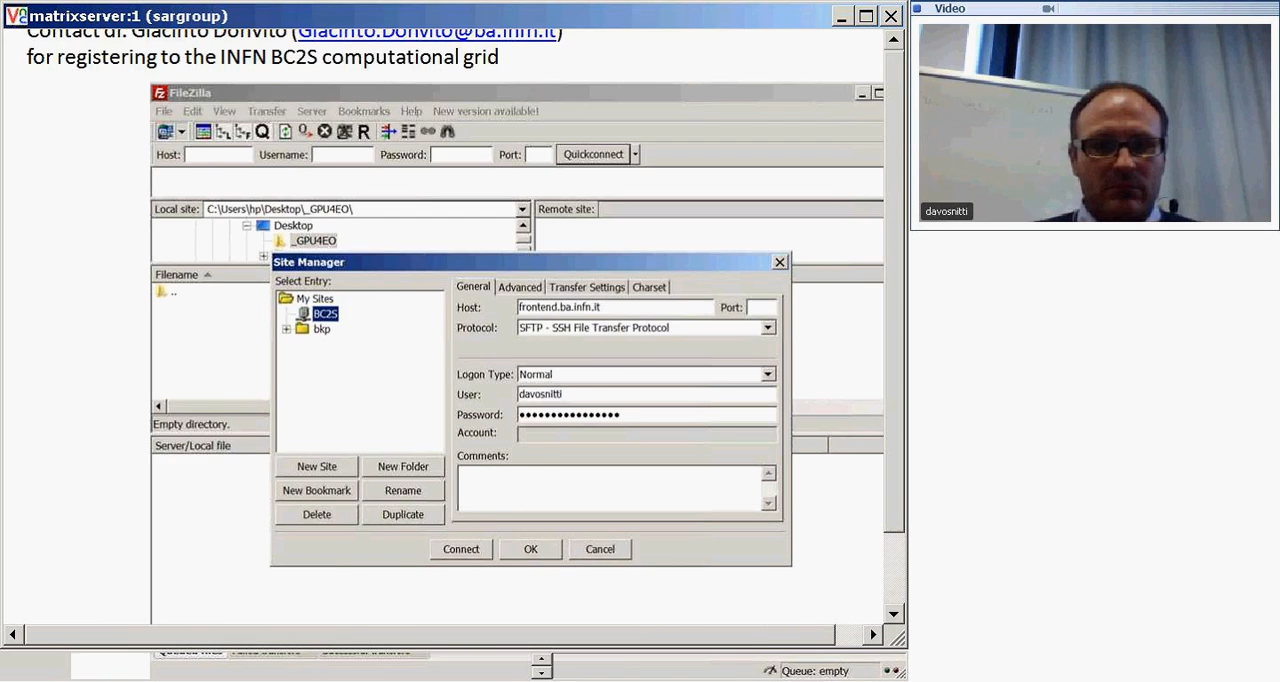 matrixserver:1 (sargroup)
Video
Contact dr. Giacinto Donvito (Giacinto.Donvito@ba.infn.it)
for registering to the INFN BC2S computational grid
davosnitti
FileZilla
File Edit View Transfer Server Bookmarks Help New version available!
Host: Username: Password: Port: Quickconnect
Local site: C:\Users\hp\Desktop\_GPU4EO\ Remote site:
Desktop
_GPU4EO
Filename
..
Site Manager
Select Entry:
My Sites
BC2S
bkp
General Advanced Transfer Settings Charset
Host: frontend.ba.infn.it Port:
Protocol: SFTP - SSH File Transfer Protocol
Logon Type: Normal
User: davosnitti
Password: ••••••••••••••••
Account:
Comments:
New Site New Folder
New Bookmark Rename
Delete Duplicate
Connect OK Cancel
Empty directory.
Server/Local file
Queue: empty